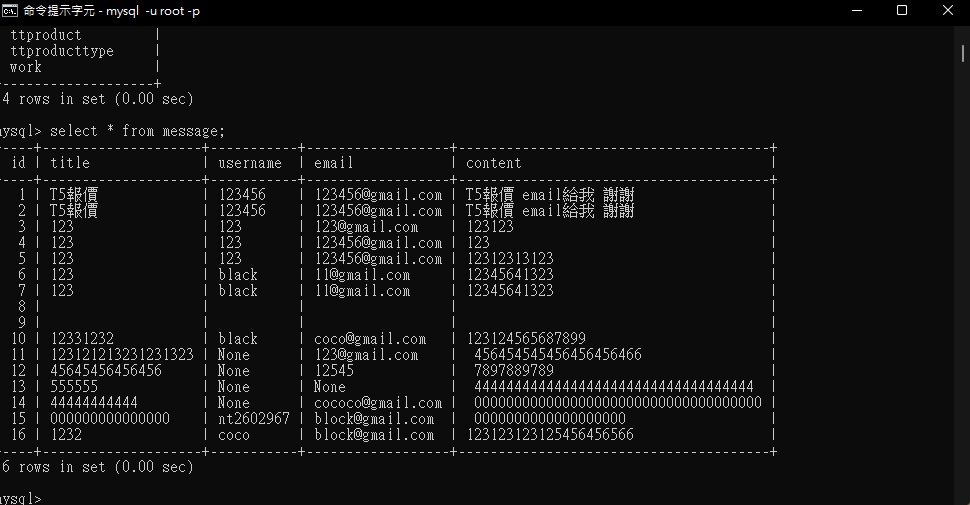 命令提示字元 - mysql -u root -p
 ttproduct           |
 ttproducttype       |
 work                |
-------------------+
4 rows in set (0.00 sec)
mysql> select * from message;
----+--------------------+-----------+------------------+---------------------------------------+
 id | title              | username  | email            | content                               |
----+--------------------+-----------+------------------+---------------------------------------+
  1 | T5報價             | 123456    | 123456@gmail.com | T5報價 email給我 謝謝                 |
  2 | T5報價             | 123456    | 123456@gmail.com | T5報價 email給我 謝謝                 |
  3 | 123                | 123       | 123@gmail.com    | 123123                                |
  4 | 123                | 123       | 123456@gmail.com | 123                                   |
  5 | 123                | 123       | 123456@gmail.com | 12312313123                           |
  6 | 123                | black     | 11@gmail.com     | 12345641323                           |
  7 | 123                | black     | 11@gmail.com     | 12345641323                           |
  8 |                    |           |                  |                                       |
  9 |                    |           |                  |                                       |
 10 | 12331232           | black     | coco@gmail.com   | 123124565687899                       |
 11 | 123121213231231323 | None      | 123@gmail.com    |  456454545456456456466                |
 12 | 45645456456456     | None      | 12545            |  7897889789                           |
 13 | 555555             | None      | None             |  44444444444444444444444444444444444  |
 14 | 44444444444        | None      | cococo@gmail.com |  000000000000000000000000000000000000 |
 15 | 000000000000000    | nt2602967 | block@gmail.com  |  0000000000000000000                  |
 16 | 1232               | coco      | block@gmail.com  | 123123123125456456566                 |
----+--------------------+-----------+------------------+---------------------------------------+
6 rows in set (0.00 sec)
mysql>